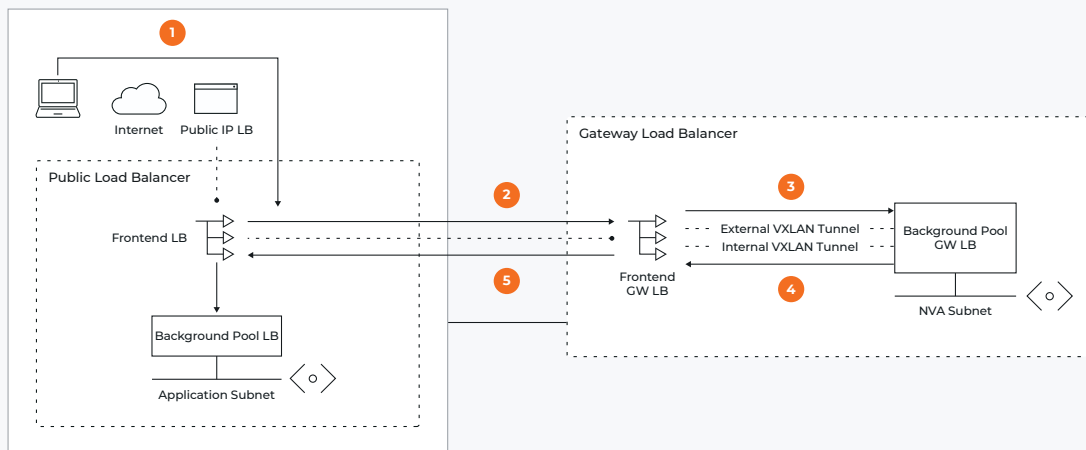 1
Internet
Public IP LB
Public Load Balancer
Frontend LB
Background Pool LB
Application Subnet
2
5
Gateway Load Balancer
3
External VXLAN Tunnel
Internal VXLAN Tunnel
4
Frontend
GW LB
Background Pool
GW LB
NVA Subnet